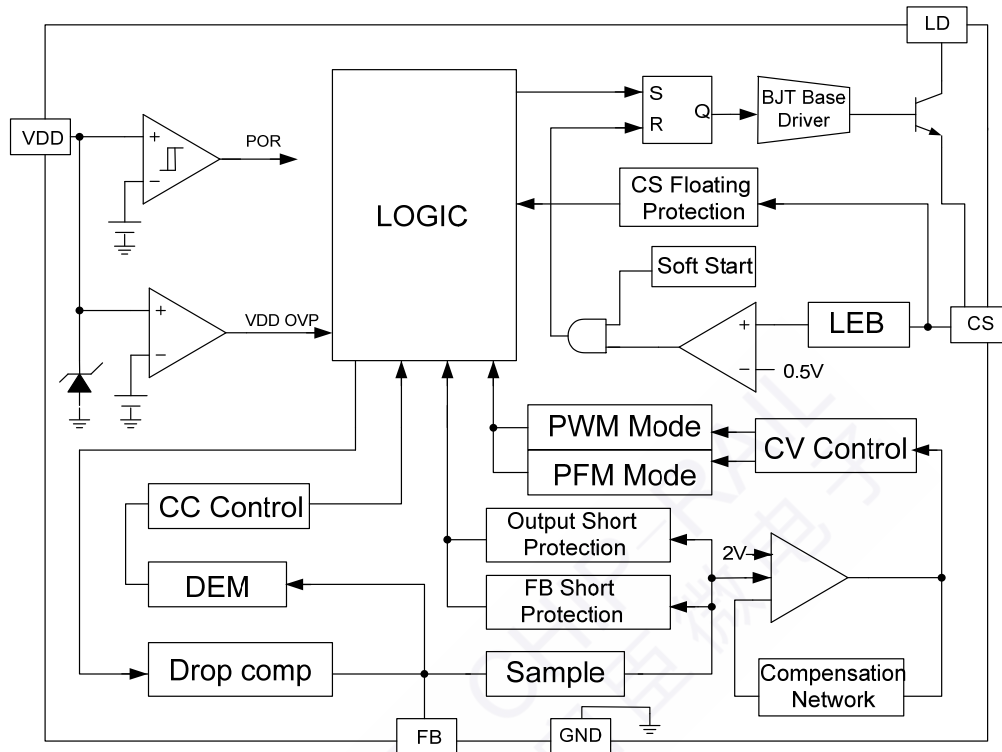 LD
VDD
POR
LOGIC
S
R
Q
BJT Base
Driver
CS Floating
Protection
Soft Start
VDD OVP
LEB
CS
0.5V
PWM Mode
PFM Mode
CV Control
CC Control
Output Short
Protection
2V
DEM
FB Short
Protection
Drop comp
Sample
Compensation
Network
FB
GND